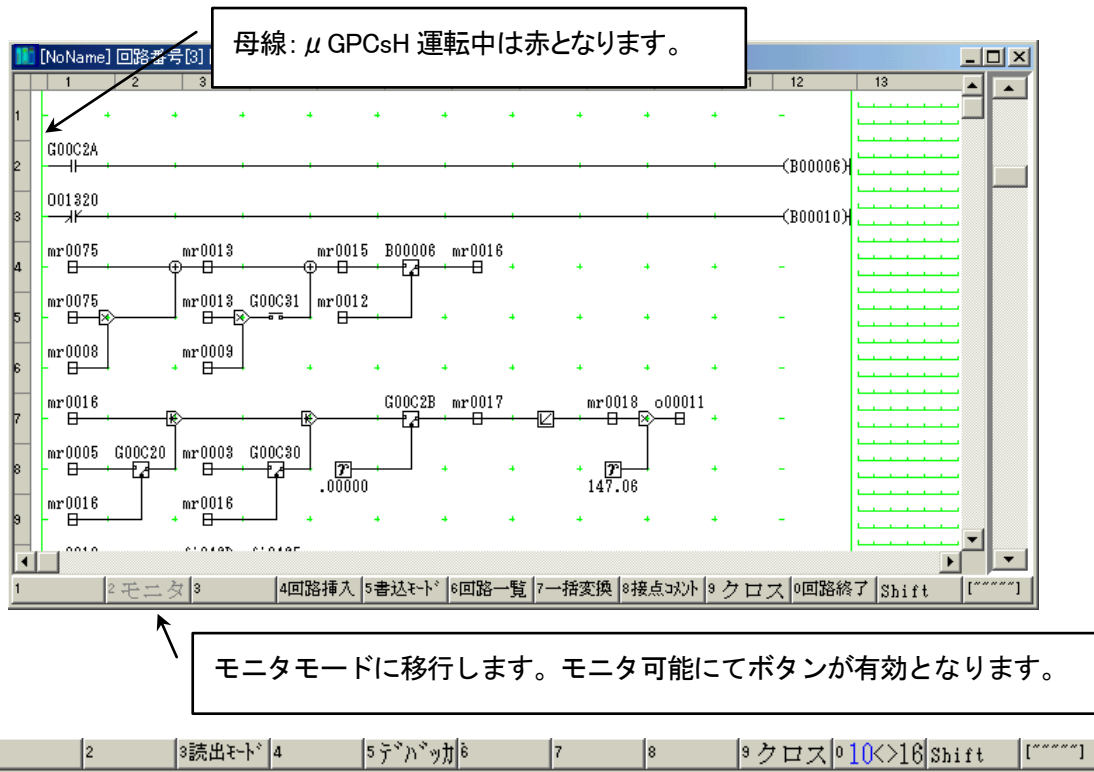 母線：μGPCsH 運転中は赤となります。
[NoName] 回路番号[3]
1 2 3 12 13
1
G00C2A
2 (B00006)
O01320
3 (B00010)
mr0075 mr0013 mr0015 B00006 mr0016
4
mr0075 mr0013 G00C31 mr0012
5
mr0008 mr0009
6
mr0016 G00C2B mr0017 mr0018 o00011
7
mr0005 G00C20 mr0003 G00C30
8
.00000 147.06
mr0016 mr0016
9
1 2モニタ 3 4回路挿入 5書込ﾓｰﾄﾞ 6回路一覧 7一括変換 8接点ｺﾒﾝﾄ 9クロス 0回路終了 Shift [˜˜˜˜˜]
モニタモードに移行します。モニタ可能にてボタンが有効となります。
2 3読出ﾓｰﾄﾞ 4 5ﾃﾞﾊﾞｯｶﾞ 6 7 8 9クロス 0 10<>16 Shift [˜˜˜˜˜]